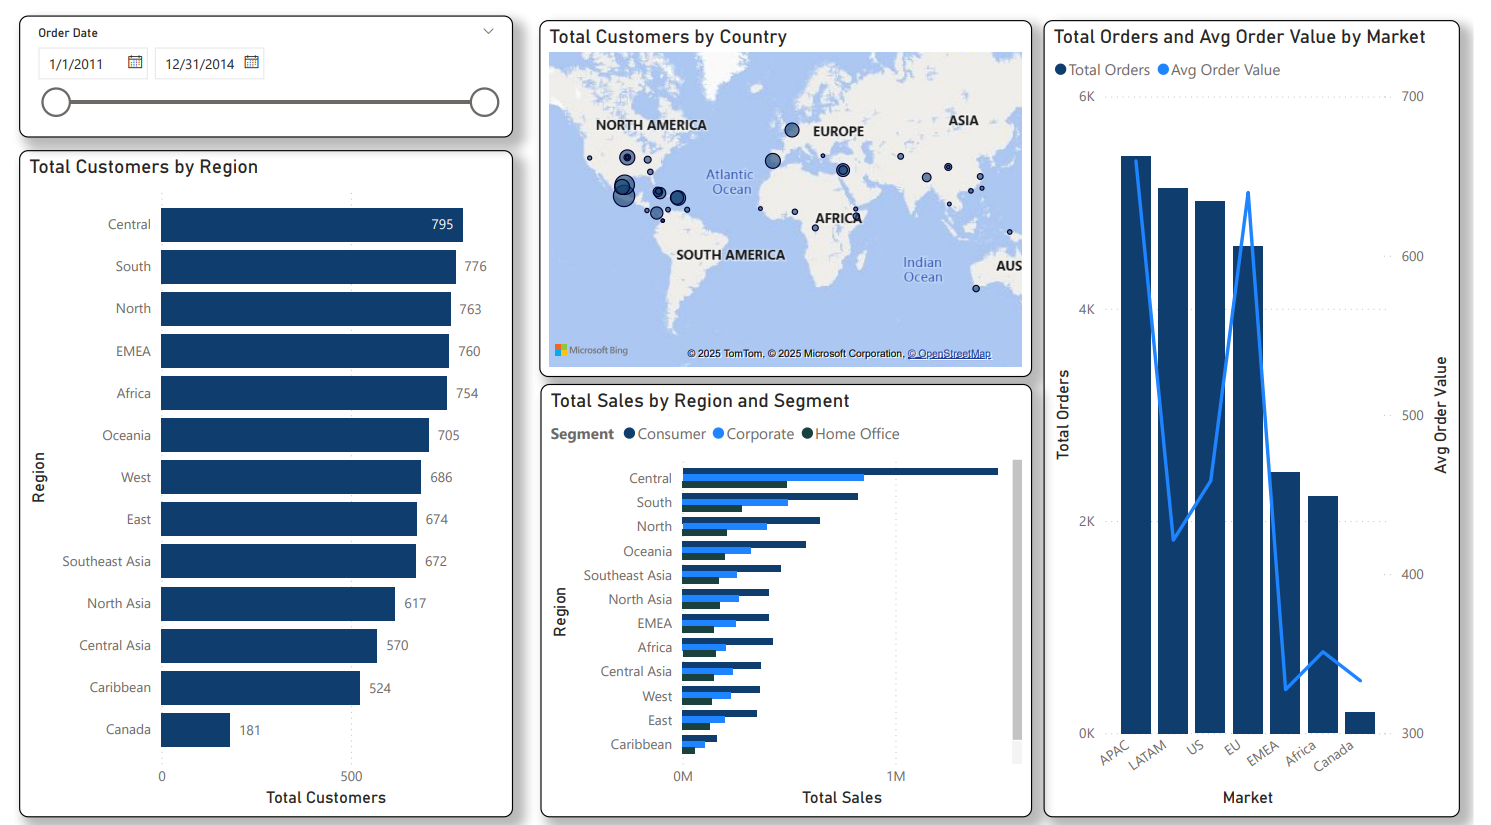 Order Date
1/1/2011
12/31/2014
Total Customers by Region
Region
Central 795
South 776
North 763
EMEA 760
Africa 754
Oceania 705
West 686
East 674
Southeast Asia 672
North Asia 617
Central Asia 570
Caribbean 524
Canada 181
0 500
Total Customers
Total Customers by Country
NORTH AMERICA
EUROPE
ASIA
Atlantic
Ocean
AFRICA
SOUTH AMERICA
Indian
Ocean
AUS
Microsoft Bing
© 2025 TomTom, © 2025 Microsoft Corporation, © OpenStreetMap
Total Sales by Region and Segment
Segment Consumer Corporate Home Office
Region
Central
South
North
Oceania
Southeast Asia
North Asia
EMEA
Africa
Central Asia
West
East
Caribbean
0M 1M
Total Sales
Total Orders and Avg Order Value by Market
Total Orders Avg Order Value
Total Orders
6K
4K
2K
0K
700
600
500
400
300
Avg Order Value
APAC
LATAM
US
EU
EMEA
Africa
Canada
Market